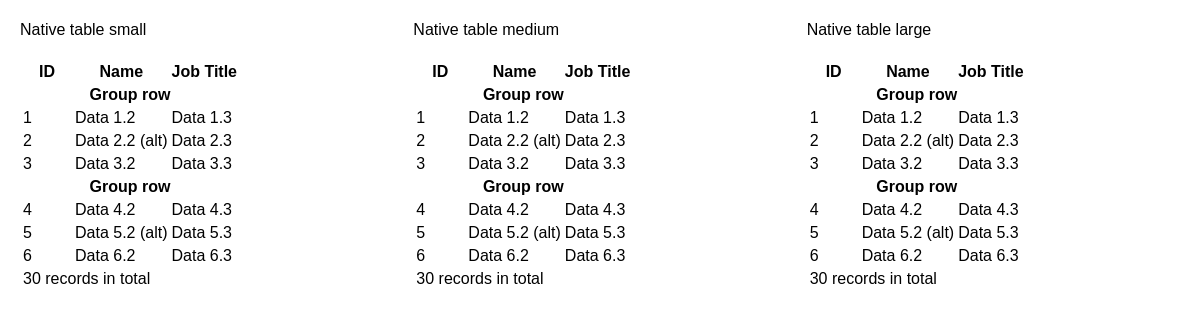 Native table small
ID Name Job Title
Group row
1 Data 1.2 Data 1.3
2 Data 2.2 (alt) Data 2.3
3 Data 3.2 Data 3.3
Group row
4 Data 4.2 Data 4.3
5 Data 5.2 (alt) Data 5.3
6 Data 6.2 Data 6.3
30 records in total
Native table medium
ID Name Job Title
Group row
1 Data 1.2 Data 1.3
2 Data 2.2 (alt) Data 2.3
3 Data 3.2 Data 3.3
Group row
4 Data 4.2 Data 4.3
5 Data 5.2 (alt) Data 5.3
6 Data 6.2 Data 6.3
30 records in total
Native table large
ID Name Job Title
Group row
1 Data 1.2 Data 1.3
2 Data 2.2 (alt) Data 2.3
3 Data 3.2 Data 3.3
Group row
4 Data 4.2 Data 4.3
5 Data 5.2 (alt) Data 5.3
6 Data 6.2 Data 6.3
30 records in total